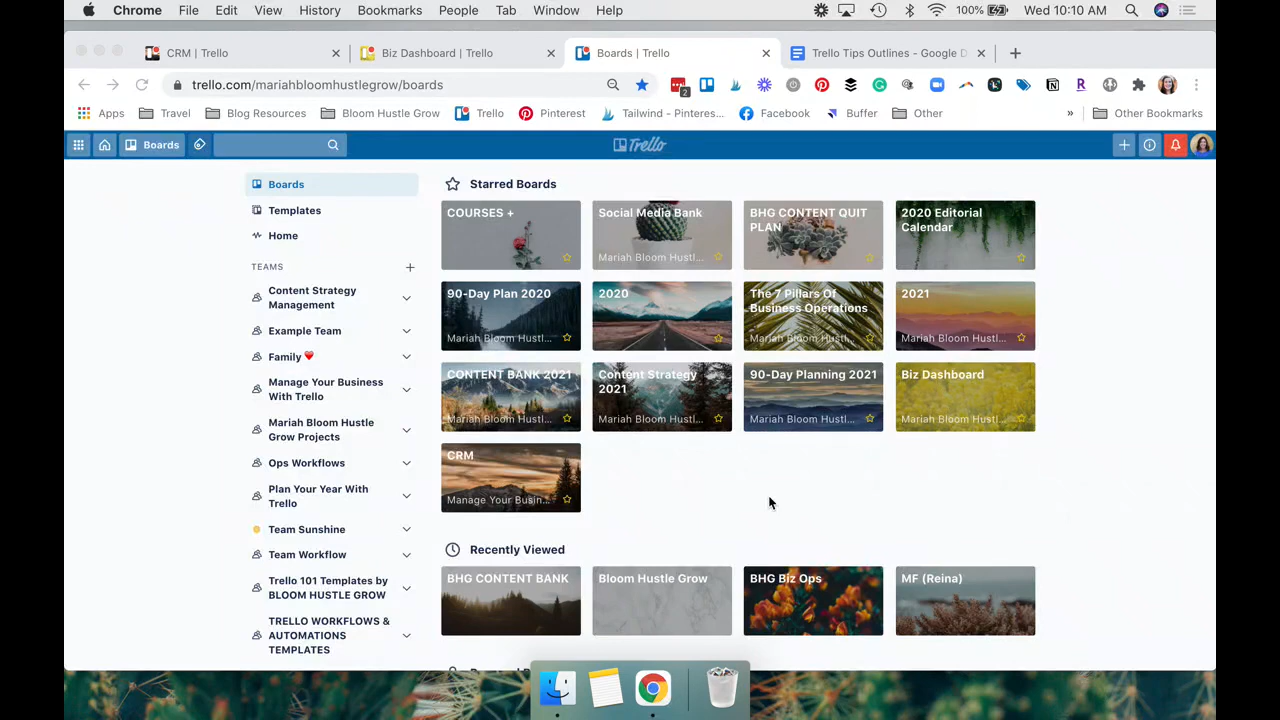 Chrome File Edit View History Bookmarks People Tab Window Help 100% Wed 10:10 AM
CRM | Trello
Biz Dashboard | Trello
Boards | Trello
Trello Tips Outlines - Google D
trello.com/mariahbloomhustlegrow/boards
2
Apps Travel Blog Resources Bloom Hustle Grow Trello Pinterest Tailwind - Pinteres... Facebook Buffer Other » Other Bookmarks
Boards
Trello
Boards
Templates
Home
TEAMS
Content Strategy
Management
Example Team
Family ❤️
Manage Your Business
With Trello
Mariah Bloom Hustle
Grow Projects
Ops Workflows
Plan Your Year With
Trello
Team Sunshine
Team Workflow
Trello 101 Templates by
BLOOM HUSTLE GROW
TRELLO WORKFLOWS &
AUTOMATIONS
TEMPLATES
Starred Boards
COURSES +
Social Media Bank
Mariah Bloom Hustl...
BHG CONTENT QUIT
PLAN
2020 Editorial
Calendar
90-Day Plan 2020
Mariah Bloom Hustl...
2020
The 7 Pillars Of
Business Operations
Mariah Bloom Hustl...
2021
Mariah Bloom Hustl...
CONTENT BANK 2021
Mariah Bloom Hustl...
Content Strategy
2021
Mariah Bloom Hustl...
90-Day Planning 2021
Mariah Bloom Hustl...
Biz Dashboard
Mariah Bloom Hustl...
CRM
Manage Your Busin...
Recently Viewed
BHG CONTENT BANK
Bloom Hustle Grow
BHG Biz Ops
MF (Reina)